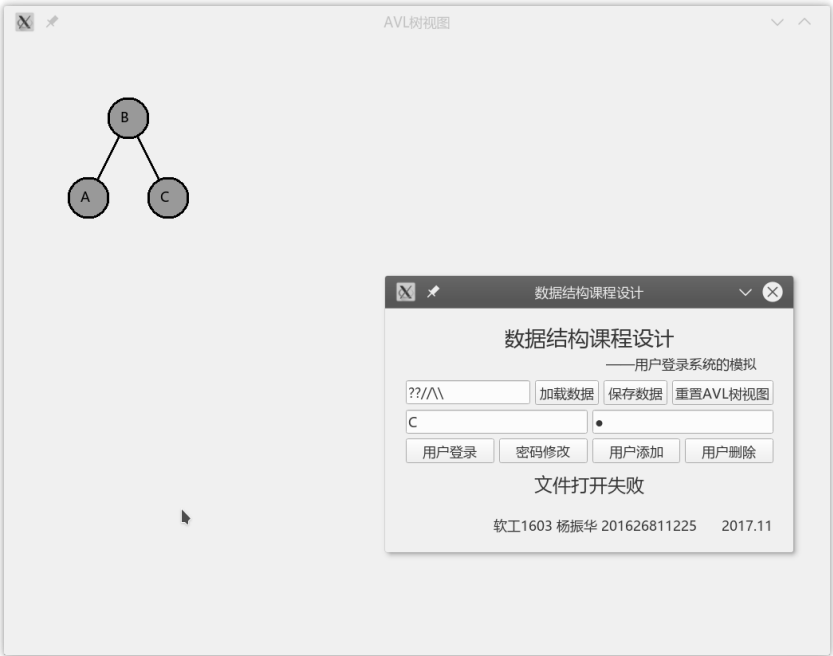 AVL树视图
B
A C
数据结构课程设计
数据结构课程设计
——用户登录系统的模拟
??//\\ 加载数据 保存数据 重置AVL树视图
C ●
用户登录 密码修改 用户添加 用户删除
文件打开失败
软工1603 杨振华 201626811225 2017.11